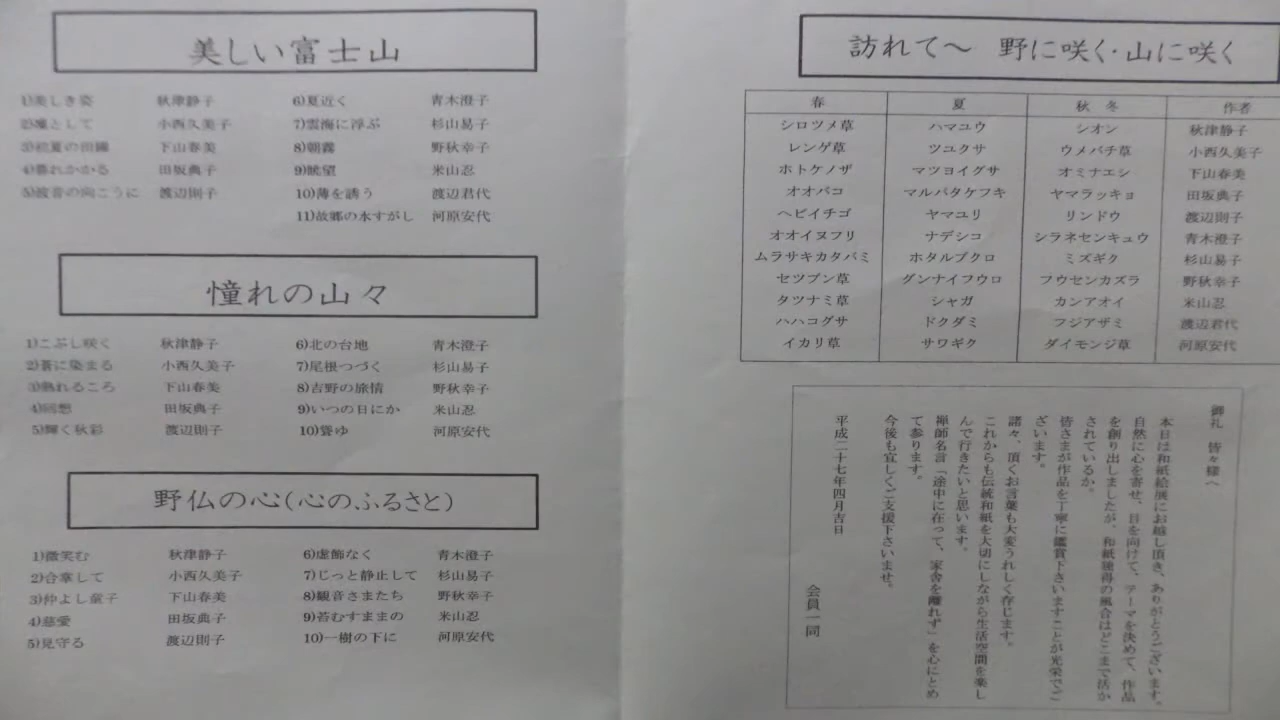 美しい富士山
1)美しき姿 秋津静子
2)凜として 小西久美子
3)初夏の田園 下山春美
4)暮れかかる 田坂典子
5)波音の向こうに 渡辺則子
6)夏近く 青木澄子
7)雲海に浮ぶ 杉山易子
8)朝霧 野秋幸子
9)眺望 米山忍
10)薄を誘う 渡辺君代
11)故郷の水すがし 河原安代
憧れの山々
1)こぶし咲く 秋津静子
2)蒼に染まる 小西久美子
3)熟れるころ 下山春美
4)回想 田坂典子
5)輝く秋彩 渡辺則子
6)北の台地 青木澄子
7)尾根つづく 杉山易子
8)吉野の旅情 野秋幸子
9)いつの日にか 米山忍
10)聳ゆ 河原安代
野仏の心(心のふるさと)
1)微笑む 秋津静子
2)合掌して 小西久美子
3)仲よし童子 下山春美
4)慈愛 田坂典子
5)見守る 渡辺則子
6)虚飾なく 青木澄子
7)じっと静止して 杉山易子
8)観音さまたち 野秋幸子
9)苔むすままの 米山忍
10)一樹の下に 河原安代
訪れて～ 野に咲く・山に咲く
春 夏 秋 冬 作者
シロツメ草 ハマユウ シオン 秋津静子
レンゲ草 ツユクサ ウメバチ草 小西久美子
ホトケノザ マツヨイグサ オミナエシ 下山春美
オオバコ マルバタケフキ ヤマラッキョ 田坂典子
ヘビイチゴ ヤマユリ リンドウ 渡辺則子
オオイヌフリ ナデシコ シラネセンキュウ 青木澄子
ムラサキカタバミ ホタルブクロ ミズギク 杉山易子
セツブン草 グンナイフウロ フウセンカズラ 野秋幸子
タツナミ草 シャガ カンアオイ 米山忍
ハハコグサ ドクダミ フジアザミ 渡辺君代
イカリ草 サワギク ダイモンジ草 河原安代
御礼 皆々様へ
本日は和紙絵展にお越し頂き、ありがとうございます。
自然に心を寄せ、目を向けて、テーマを決めて、作品
を創り出しましたが、和紙独得の風合はどこまで活か
されているか。
皆さまが作品を丁寧に鑑賞下さいますことが光栄でご
ざいます。
諸々、頂くお言葉も大変うれしく存じます。
これからも伝統和紙を大切にしながら生活空間を楽し
んで行きたいと思います。
禅師名言「途中に在って、家舎を離れず」を心にとめ
て参ります。
今後も宜しくご支援下さいませ。
平成二十七年四月吉日
会員一同